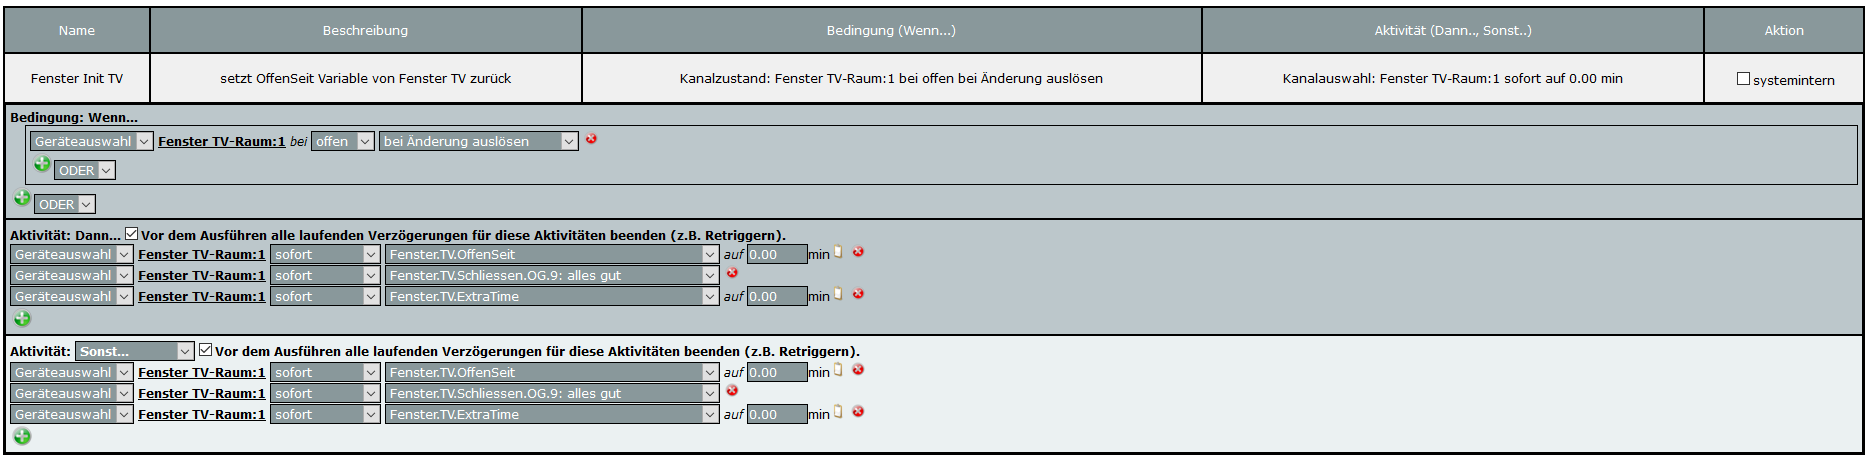 Name Beschreibung Bedingung (Wenn...) Aktivität (Dann.., Sonst..) Aktion
Fenster Init TV setzt OffenSeit Variable von Fenster TV zurück Kanalzustand: Fenster TV-Raum:1 bei offen bei Änderung auslösen Kanalauswahl: Fenster TV-Raum:1 sofort auf 0.00 min systemintern
Bedingung: Wenn...
Geräteauswahl Fenster TV-Raum:1 bei offen bei Änderung auslösen
ODER
ODER
Aktivität: Dann... Vor dem Ausführen alle laufenden Verzögerungen für diese Aktivitäten beenden (z.B. Retriggern).
Geräteauswahl Fenster TV-Raum:1 sofort Fenster.TV.OffenSeit auf 0.00 min
Geräteauswahl Fenster TV-Raum:1 sofort Fenster.TV.Schliessen.OG.9: alles gut
Geräteauswahl Fenster TV-Raum:1 sofort Fenster.TV.ExtraTime auf 0.00 min
Aktivität: Sonst... Vor dem Ausführen alle laufenden Verzögerungen für diese Aktivitäten beenden (z.B. Retriggern).
Geräteauswahl Fenster TV-Raum:1 sofort Fenster.TV.OffenSeit auf 0.00 min
Geräteauswahl Fenster TV-Raum:1 sofort Fenster.TV.Schliessen.OG.9: alles gut
Geräteauswahl Fenster TV-Raum:1 sofort Fenster.TV.ExtraTime auf 0.00 min